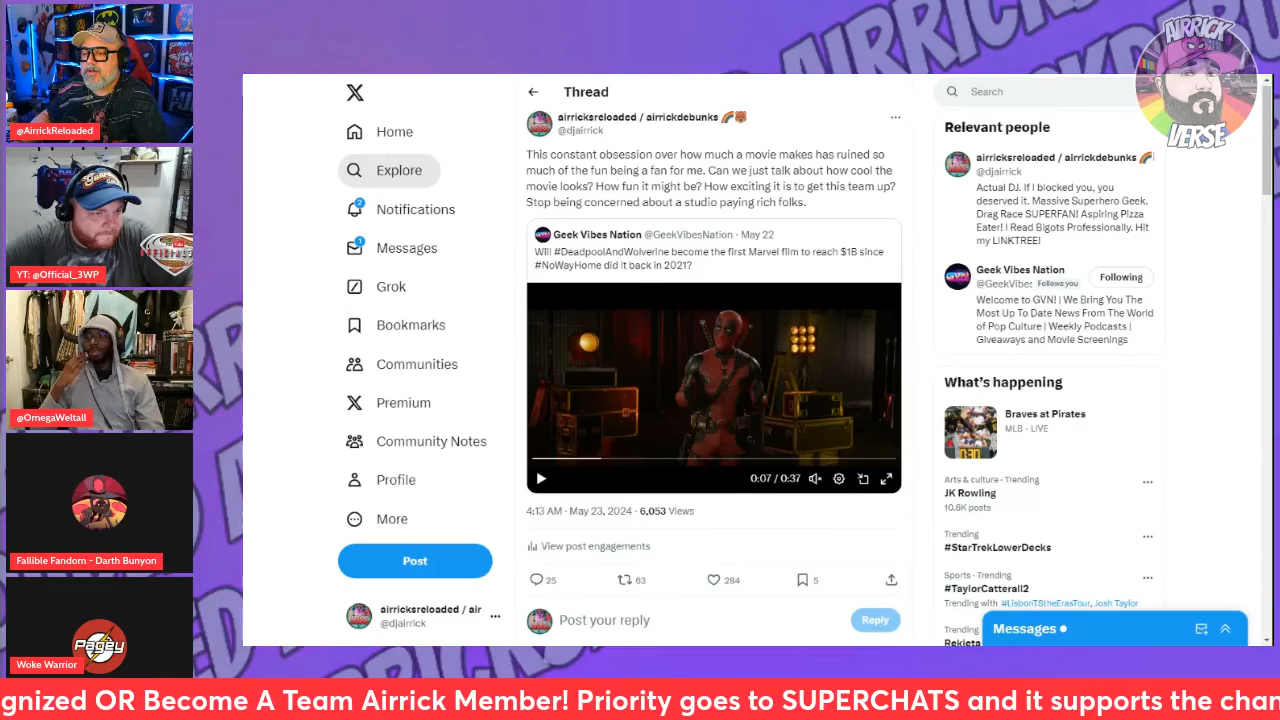 @AirrickReloaded
YT: @Official_3WP
@OmegaWeltall
Fallible Fandom - Darth Bunyon
Pagey
Woke Warrior
X
Home
Explore
2
Notifications
1
Messages
Grok
Bookmarks
Communities
Premium
Community Notes
Profile
More
Post
airricksreloaded / air
@djairrick
Thread
airricksreloaded / airrickdebunks 🌈🐻
@djairrick
This constant obsession over how much a movie makes has ruined so
much of the fun being a fan for me. Can we just talk about how cool the
movie looks? How fun it might be? How exciting it is to get this team up?
Stop being concerned about a studio paying rich folks.
Geek Vibes Nation @GeekVibesNation · May 22
Will #DeadpoolAndWolverine become the first Marvel film to reach $1B since
#NoWayHome did it back in 2021?
0:07 / 0:37
4:13 AM · May 23, 2024 · 6,053 Views
View post engagements
25 63 284 5
Post your reply
Reply
Search
Relevant people
airricksreloaded / airrickdebunks 🌈
@djairrick
Actual DJ. If I blocked you, you
deserved it. Massive Superhero Geek.
Drag Race SUPERFAN! Aspiring Pizza
Eater! I Read Bigots Professionally. Hit
my LINKTREE!
GVN
Geek Vibes Nation
@GeekVibes Follows you
Following
Welcome to GVN! | We Bring You The
Most Up To Date News From The World
of Pop Culture | Weekly Podcasts |
Giveaways and Movie Screenings
What's happening
Braves at Pirates
MLB · LIVE
Arts & culture · Trending
JK Rowling
10.6K posts
Trending
#StarTrekLowerDecks
Sports · Trending
#TaylorCatterall2
Trending with #LisbonTStheErasTour, Josh Taylor
Trending
Rekieta
Messages
AIRRICK
VERSE
gnized OR Become A Team Airrick Member! Priority goes to SUPERCHATS and it supports the chan